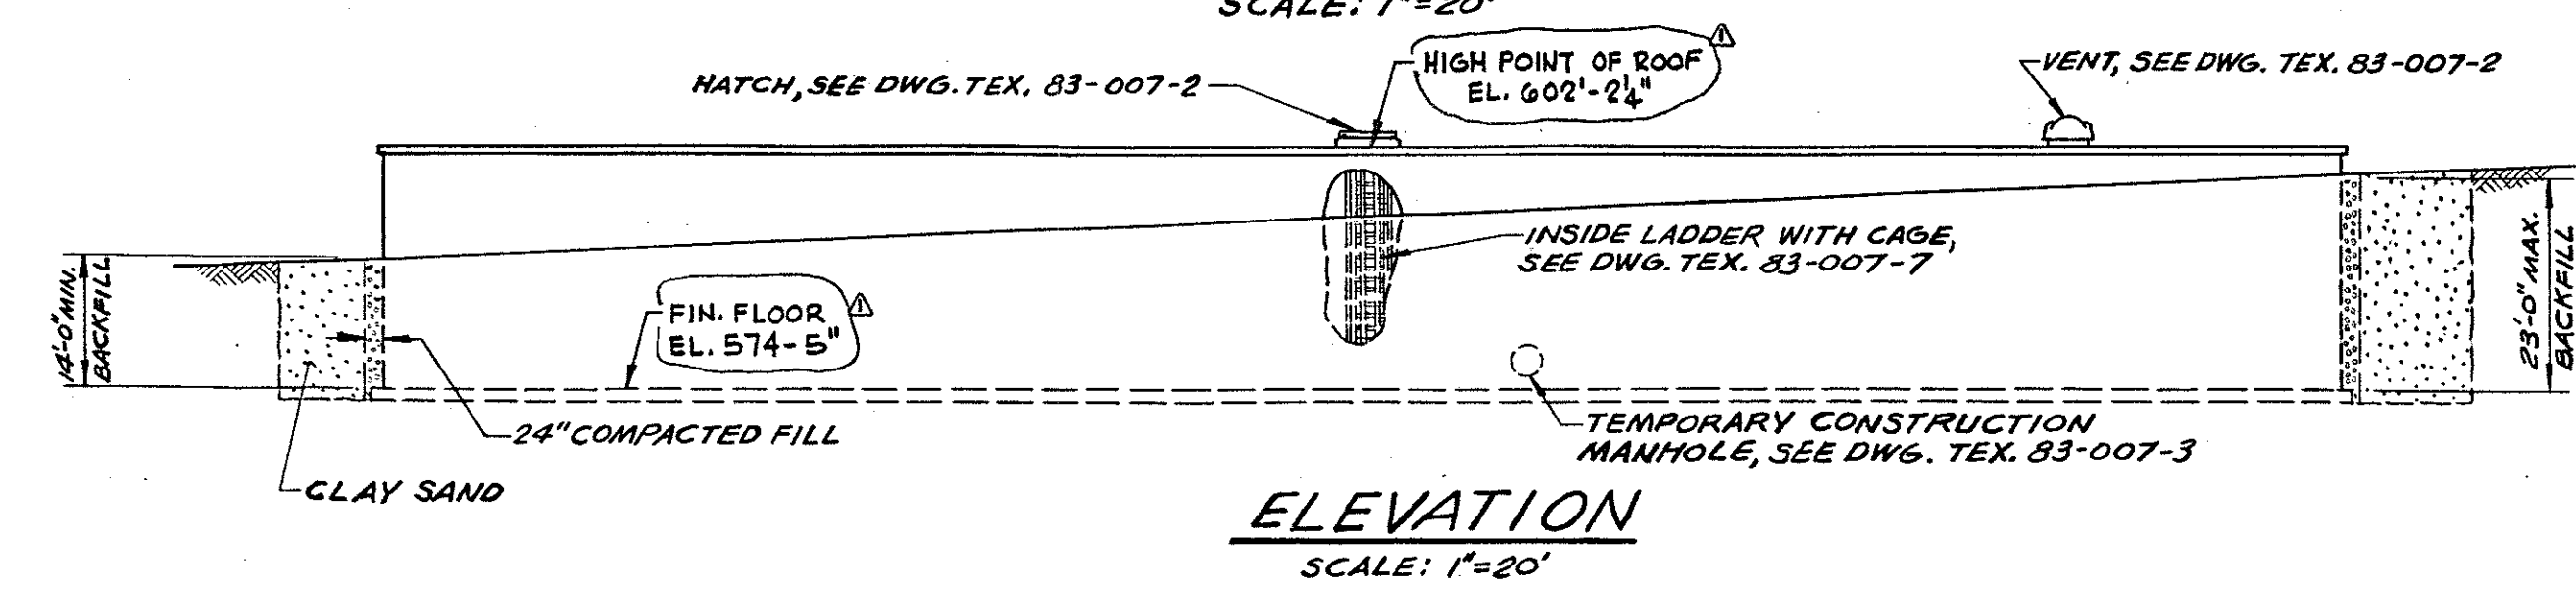 SCALE: 1"=20'
HATCH, SEE DWG. TEX. 83-007-2
HIGH POINT OF ROOF
EL. 602'-2¼"
1
VENT, SEE DWG. TEX. 83-007-2
INSIDE LADDER WITH CAGE,
SEE DWG. TEX. 83-007-7
14'-0" MIN.
BACKFILL
FIN. FLOOR
EL. 574-5"
1
23'-0" MAX.
BACKFILL
24" COMPACTED FILL
TEMPORARY CONSTRUCTION
MANHOLE, SEE DWG. TEX. 83-007-3
CLAY SAND
ELEVATION
SCALE: 1"=20'